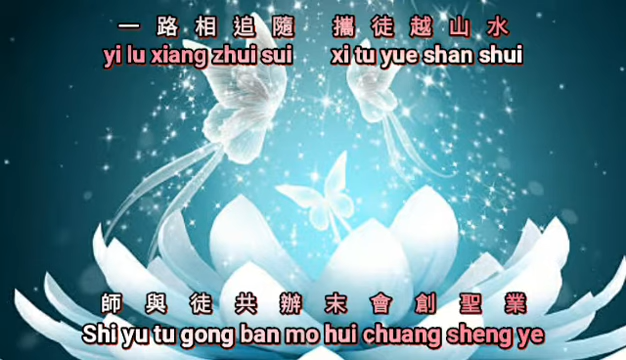 一路相追隨 攜徒越山水
yi lu xiang zhui sui xi tu yue shan shui
師與徒共辦末會創聖業
Shi yu tu gong ban mo hui chuang sheng ye